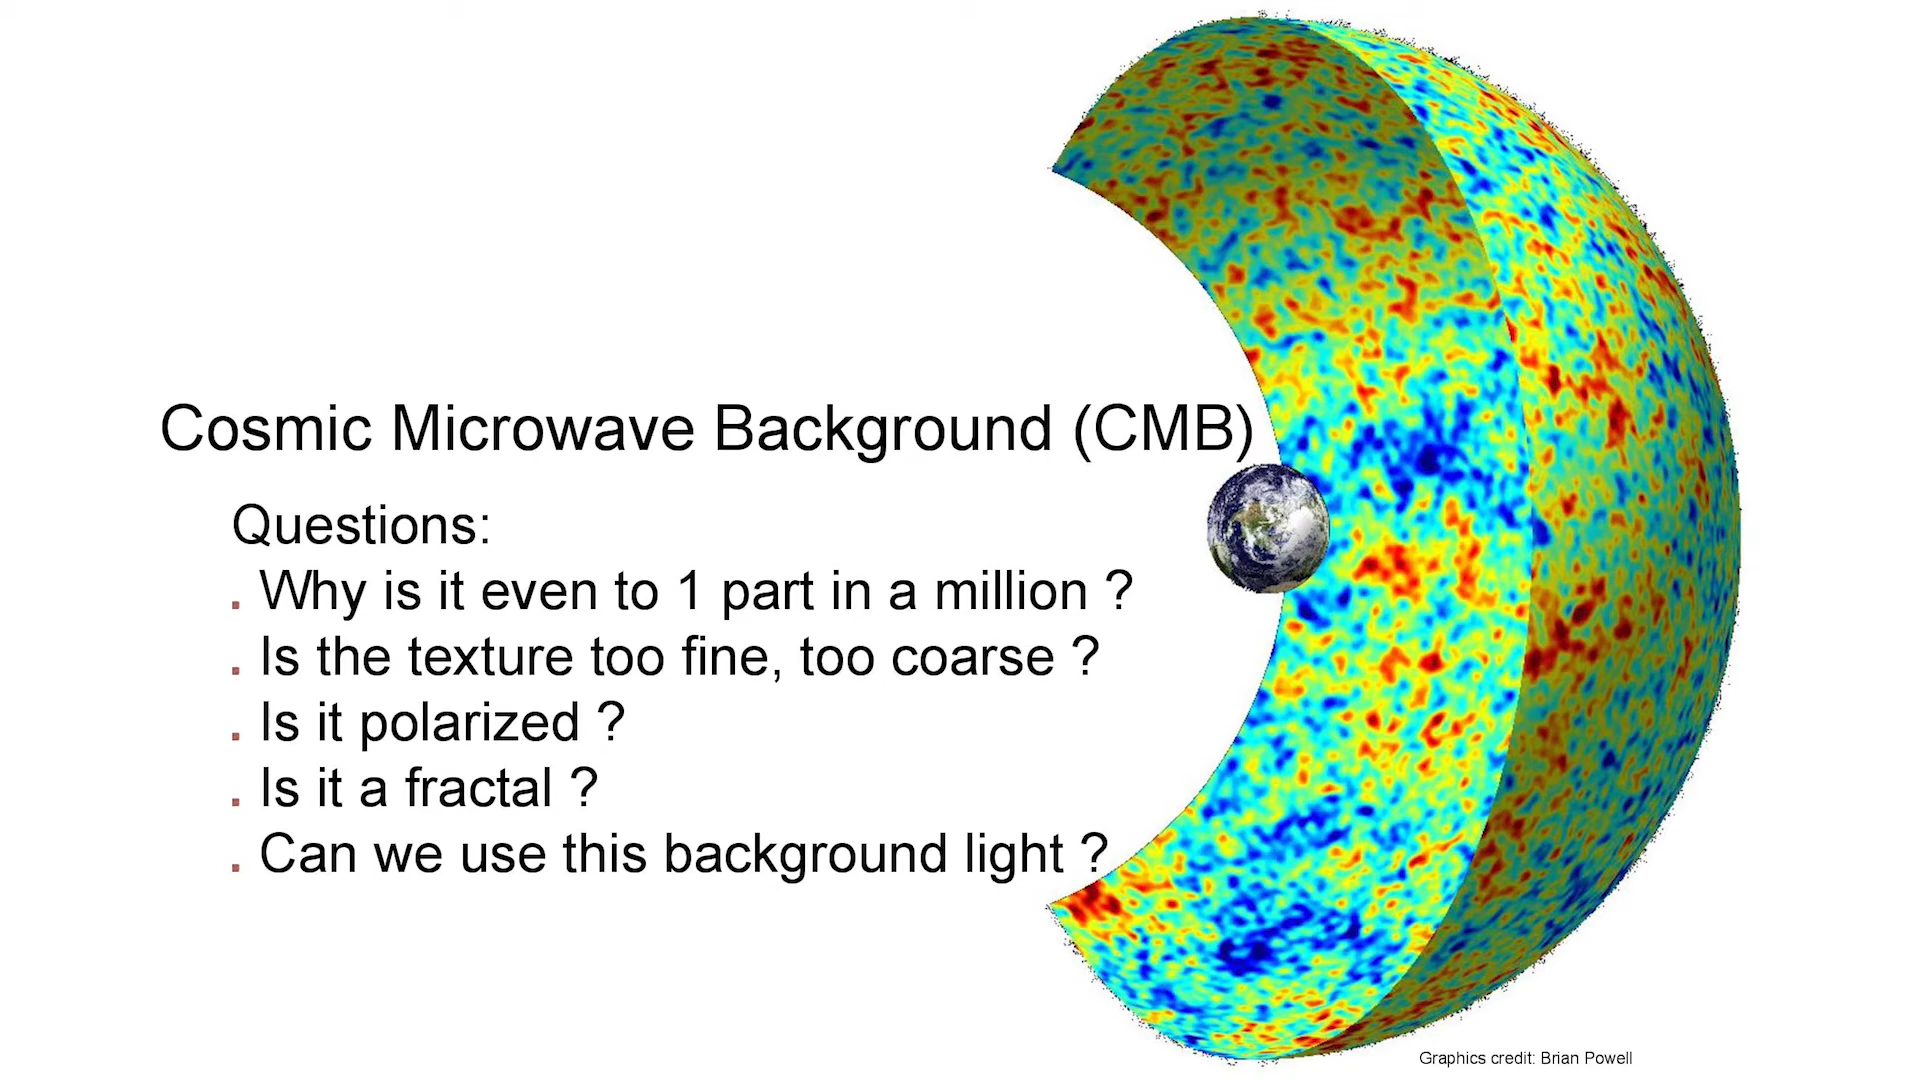 Cosmic Microwave Background (CMB)
Questions:
. Why is it even to 1 part in a million ?
. Is the texture too fine, too coarse ?
. Is it polarized ?
. Is it a fractal ?
. Can we use this background light ?
Graphics credit: Brian Powell